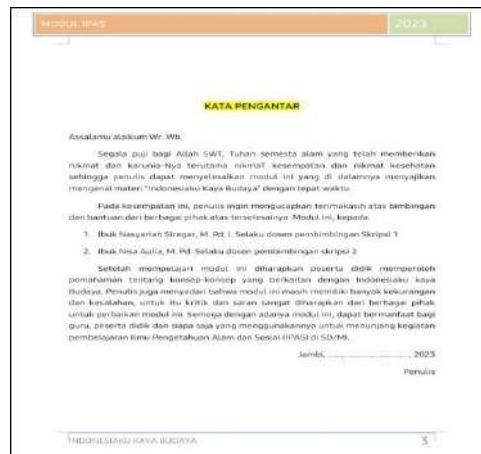 MODUL IPAS
2023
KATA PENGANTAR
Assalamu'alaikum Wr. Wb.
Segala puji bagi Allah SWT, Tuhan semesta alam yang telah memberikan
nikmat dan karunia-Nya terutama nikmaT kesempatan dan nikmat kesehatan
sehingga penulis dapat menyelesaikan modul ini yang di dalamnya menyajikan
mengenai materi "Indonesiaku Kaya Budaya" dengan tepat waktu.
Pada kesempatan ini, penulis ingin mengucapkan terimakasih atas bimbingan
dan bantuan dari berbagai pihak atas terselesainya Modul ini, kepada
1. Ibuk Nasyariah Siregar, M. Pd, I. Selaku dosen pembimbingan Skripsi 1
2. Ibuk Nisa Aulia, M. Pd. Selaku dosen pembimbingan skripsi 2
Setelah mempelajari modul ini diharapkan peserta didik memperoleh
pemahaman tentang konsep-konsep yang berkaitan dengan Indonesiaku kaya
Budaya. Penulis juga menyadari bahwa modul ini masih memiliki banyak kekurangan
dan kesalahan, untuk itu kritik dan saran sangat diharapkan dari berbagai pihak
untuk perbaikan modul ini. Semoga dengan adanya modul ini, dapat bermanfaat bagi
guru, peserta didik dan siapa saja yang menggunakannya untuk menunjang kegiatan
pembelajaran Ilmu Pengetahuan Alam dan Sosial (IPAS) di SD/MI.
Jambi, .............................. 2023
Penulis
INDONESIAKU KAYA BUDAYA
3